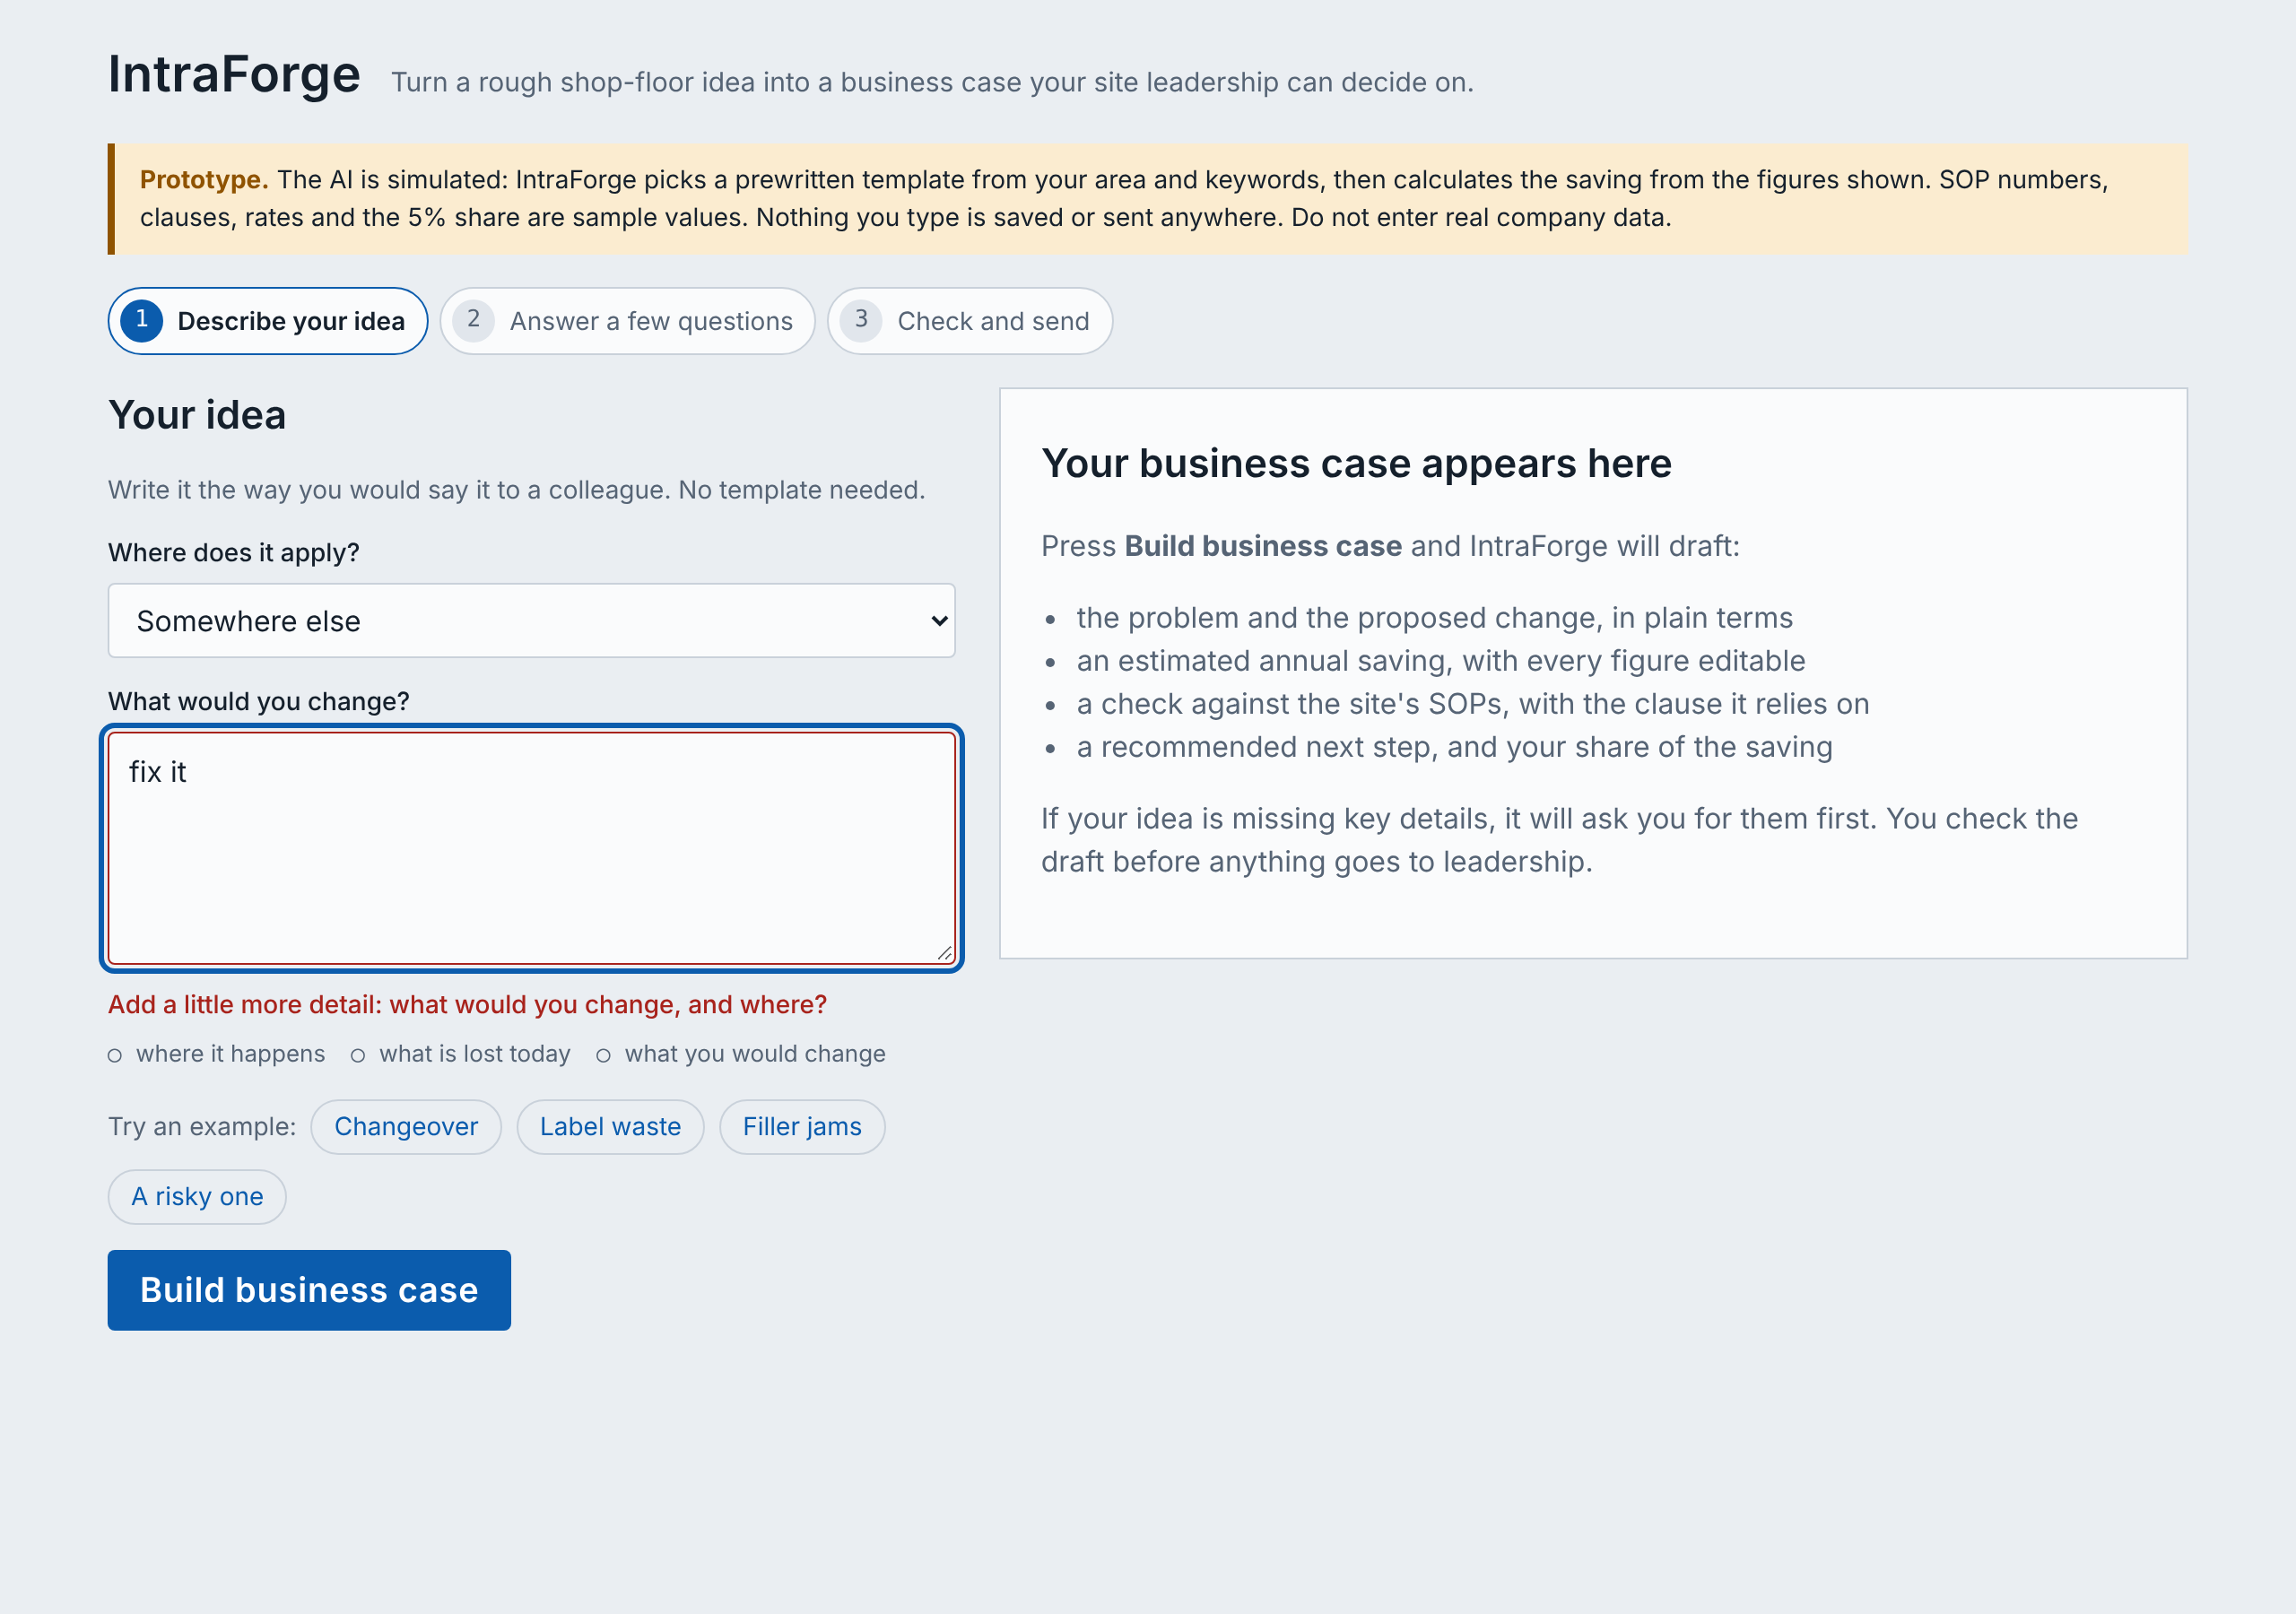 IntraForge Turn a rough shop-floor idea into a business case your site leadership can decide on.
Prototype. The AI is simulated: IntraForge picks a prewritten template from your area and keywords, then calculates the saving from the figures shown. SOP numbers,
clauses, rates and the 5% share are sample values. Nothing you type is saved or sent anywhere. Do not enter real company data.
1 Describe your idea 2 Answer a few questions 3 Check and send
Your idea
Write it the way you would say it to a colleague. No template needed.
Where does it apply?
Somewhere else
What would you change?
fix it
Add a little more detail: what would you change, and where?
where it happens what is lost today what you would change
Try an example: Changeover Label waste Filler jams
A risky one
Build business case
Your business case appears here
Press Build business case and IntraForge will draft:
• the problem and the proposed change, in plain terms
• an estimated annual saving, with every figure editable
• a check against the site's SOPs, with the clause it relies on
• a recommended next step, and your share of the saving
If your idea is missing key details, it will ask you for them first. You check the
draft before anything goes to leadership.